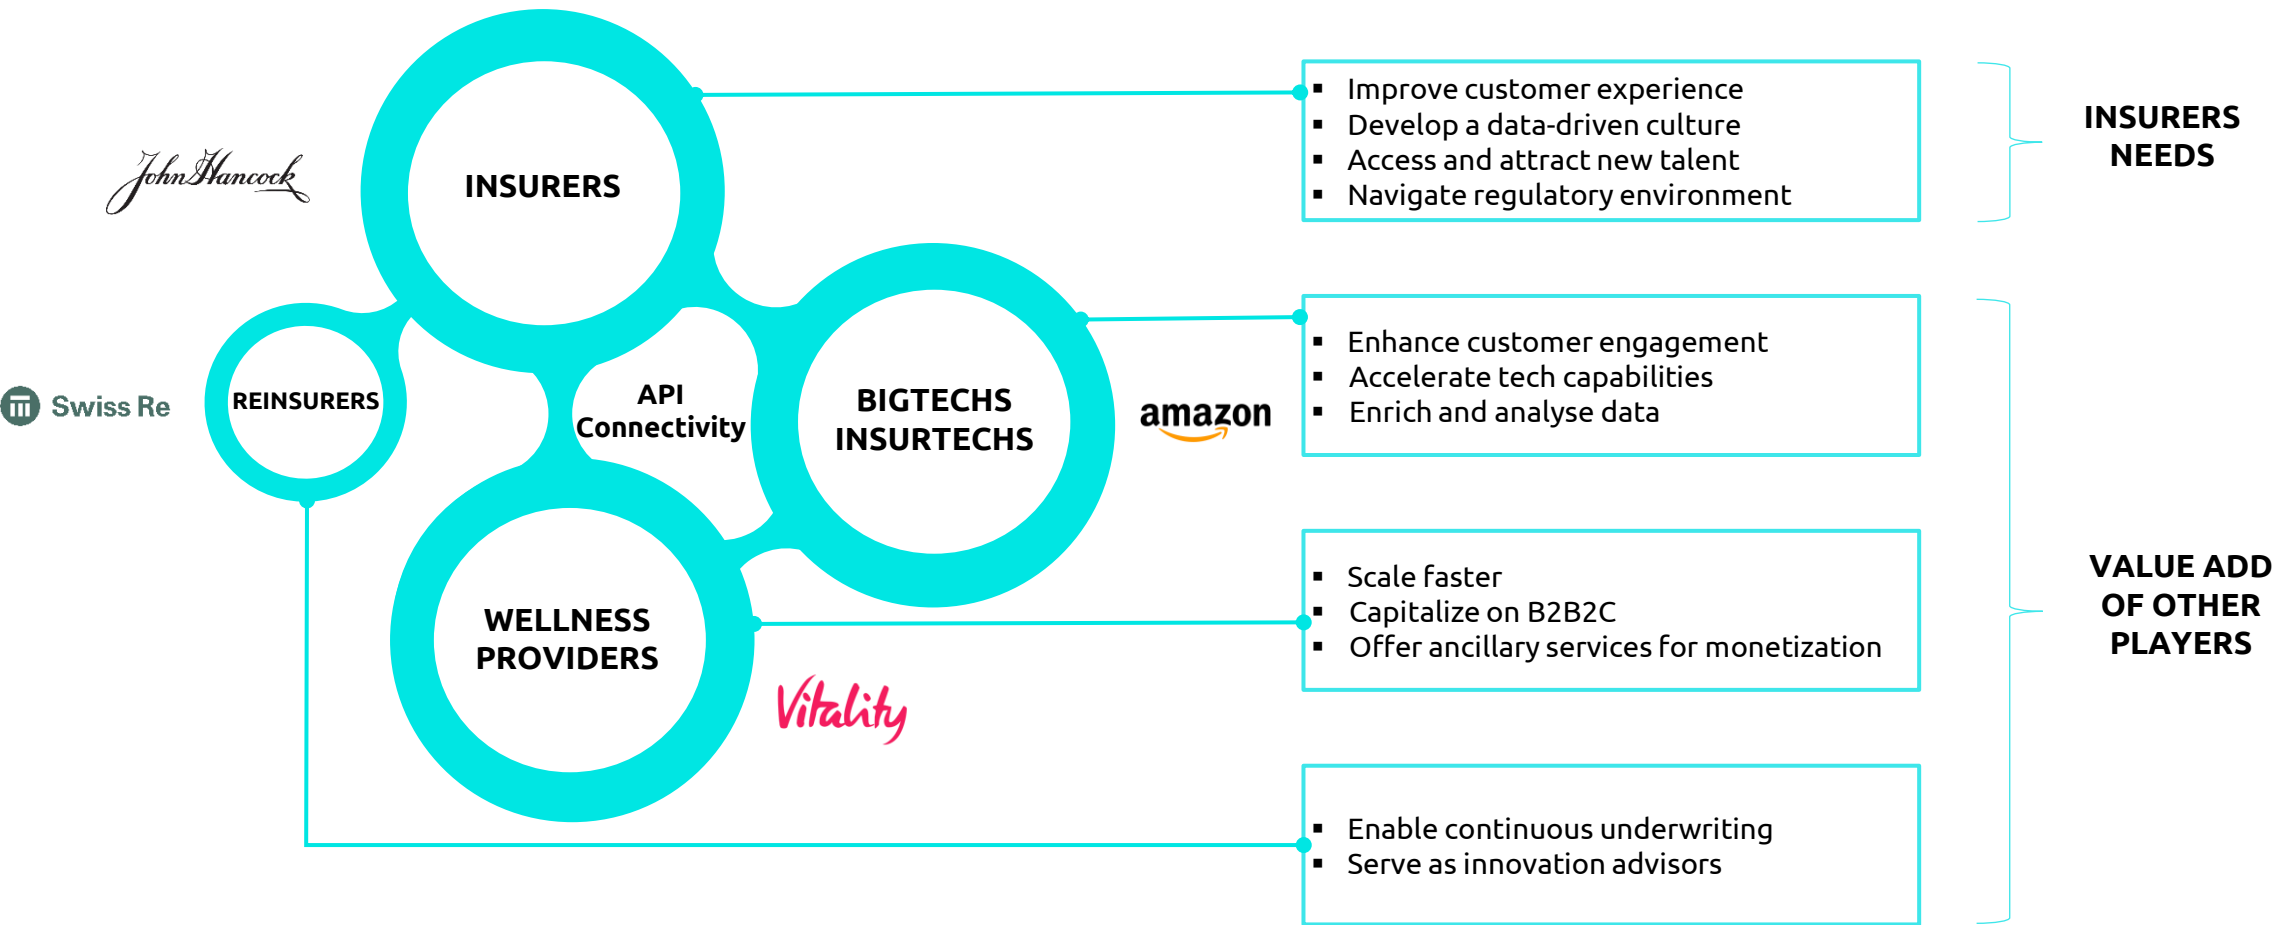 John Hancock
INSURERS
Swiss Re
REINSURERS
API
Connectivity
BIGTECHS
INSURTECHS
amazon
WELLNESS
PROVIDERS
Vitality
▪ Improve customer experience
▪ Develop a data-driven culture
▪ Access and attract new talent
▪ Navigate regulatory environment
INSURERS
NEEDS
▪ Enhance customer engagement
▪ Accelerate tech capabilities
▪ Enrich and analyse data
▪ Scale faster
▪ Capitalize on B2B2C
▪ Offer ancillary services for monetization
▪ Enable continuous underwriting
▪ Serve as innovation advisors
VALUE ADD
OF OTHER
PLAYERS